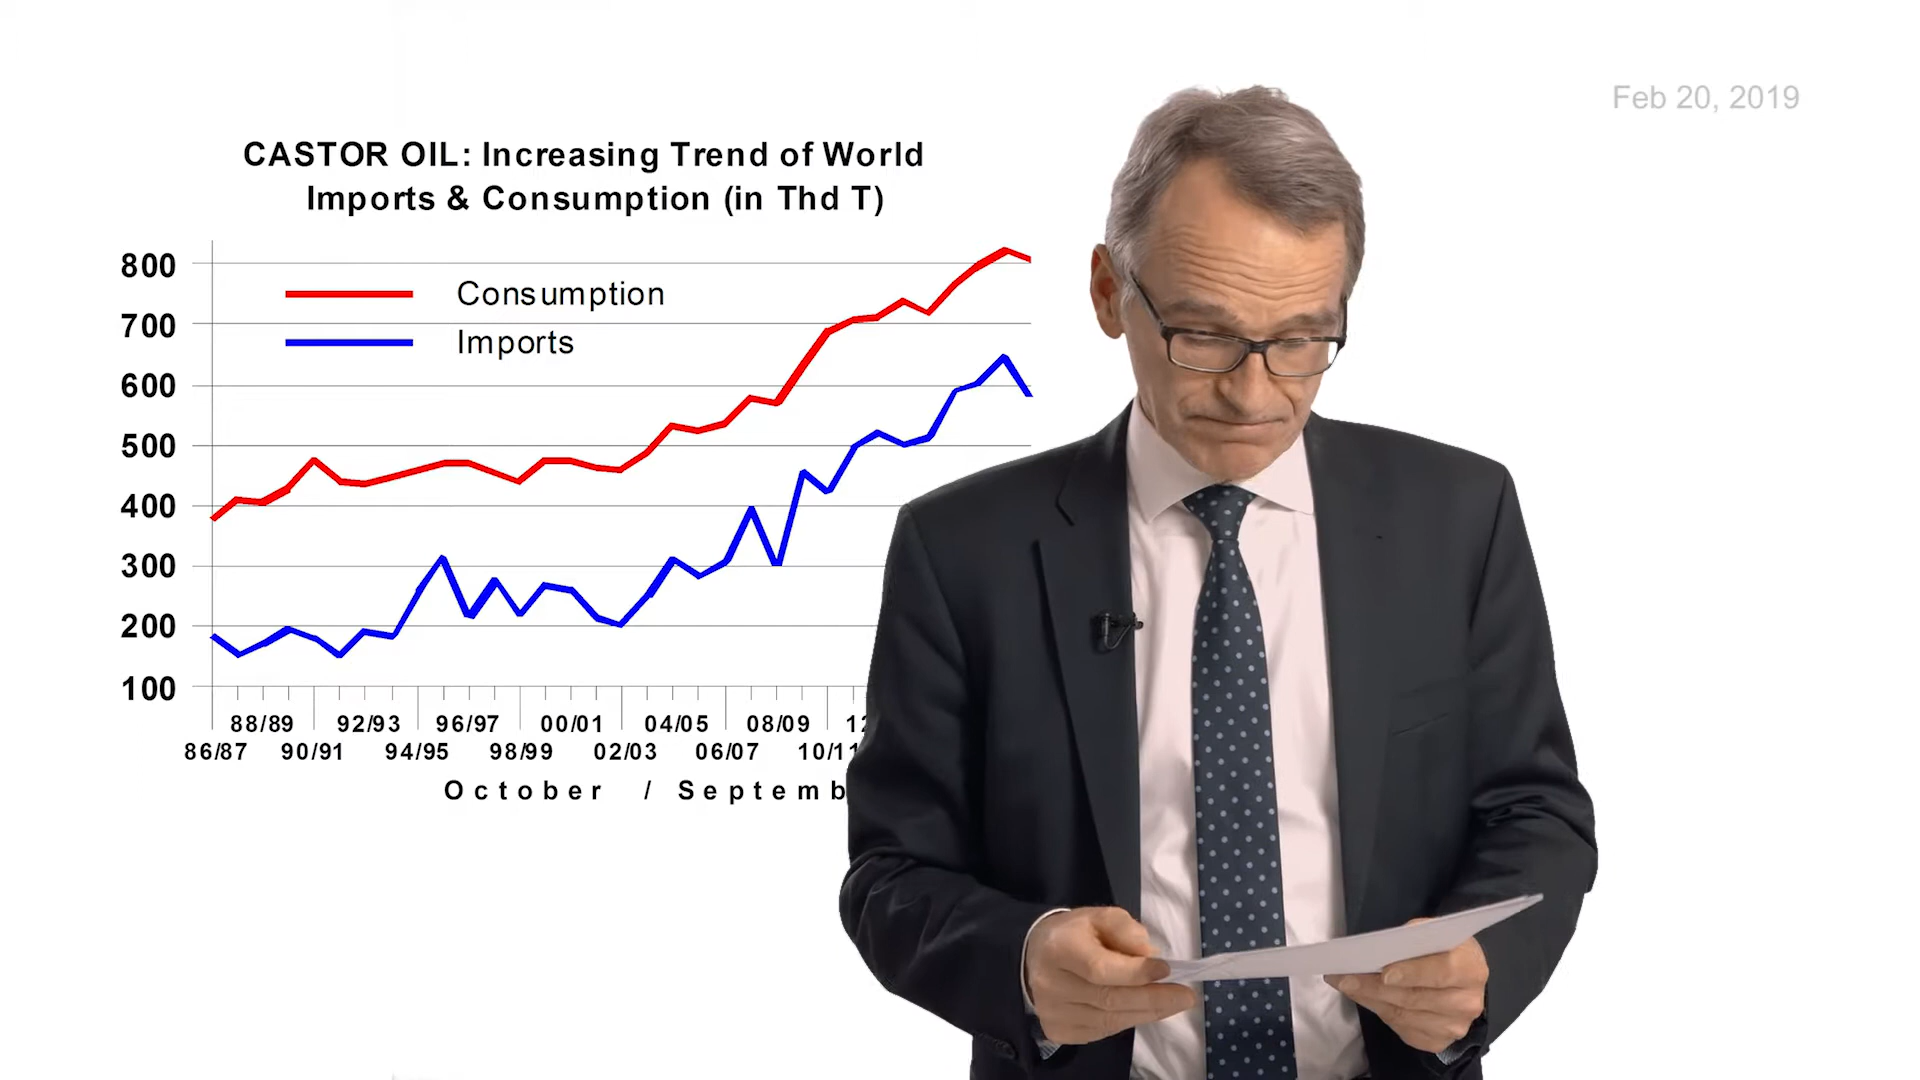 Feb 20, 2019
CASTOR OIL: Increasing Trend of World
Imports & Consumption (in Thd T)
800
700
600
500
400
300
200
100
Consumption
Imports
88/89 92/93 96/97 00/01 04/05 08/09
86/87 90/91 94/95 98/99 02/03 06/07 10/11
October /